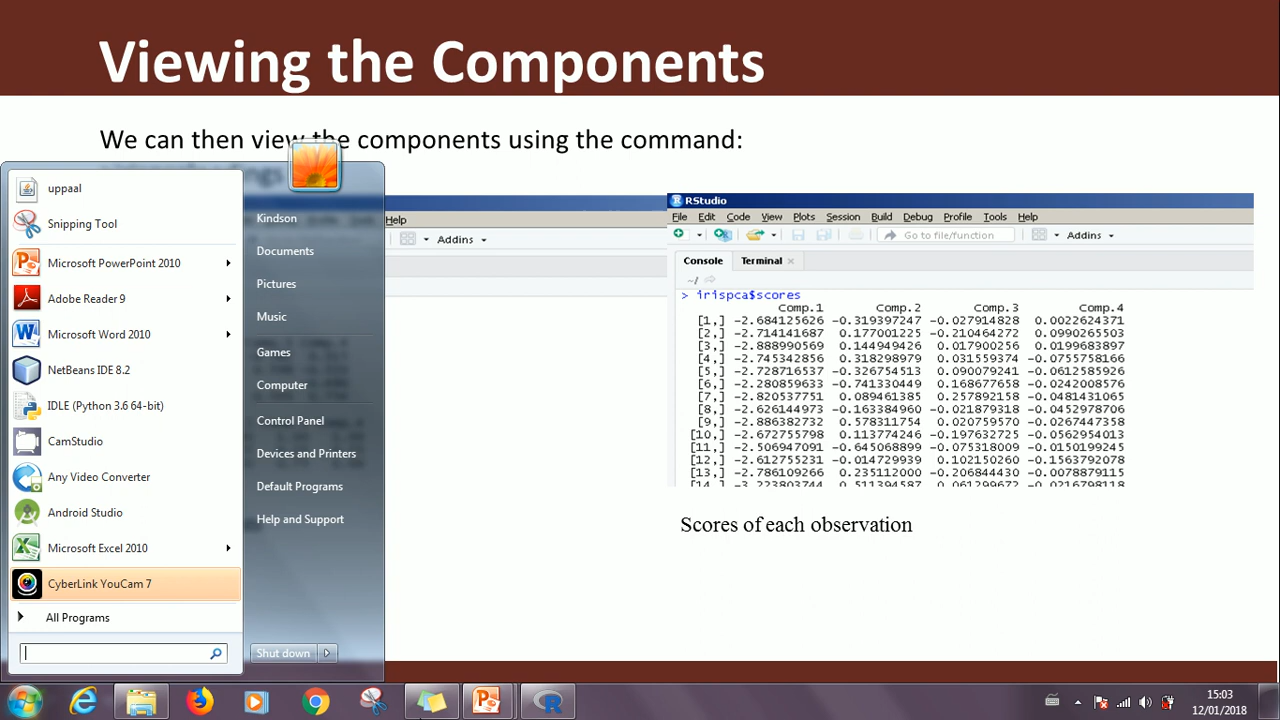 Viewing the Components
We can then view the components using the command:
uppaal
Snipping Tool
Microsoft PowerPoint 2010
Adobe Reader 9
Microsoft Word 2010
NetBeans IDE 8.2
IDLE (Python 3.6 64-bit)
CamStudio
Any Video Converter
Android Studio
Microsoft Excel 2010
CyberLink YouCam 7
All Programs
Kindson
Documents
Pictures
Music
Games
Computer
Control Panel
Devices and Printers
Default Programs
Help and Support
Shut down
Help
Addins
RStudio
File Edit Code View Plots Session Build Debug Profile Tools Help
Go to file/function Addins
Console Terminal
~/
> irispca$scores
Comp.1 Comp.2 Comp.3 Comp.4
[1,] -2.684125626 -0.319397247 -0.027914828 0.0022624371
[2,] -2.714141687 0.177001225 -0.210464272 0.0990265503
[3,] -2.888990569 0.144949426 0.017900256 0.0199683897
[4,] -2.745342856 0.318298979 0.031559374 -0.0755758166
[5,] -2.728716537 -0.326754513 0.090079241 -0.0612585926
[6,] -2.280859633 -0.741330449 0.168677658 -0.0242008576
[7,] -2.820537751 0.089461385 0.257892158 -0.0481431065
[8,] -2.626144973 -0.163384960 -0.021879318 -0.0452978706
[9,] -2.886382732 0.578311754 0.020759570 -0.0267447358
[10,] -2.672755798 0.113774246 -0.197632725 -0.0562954013
[11,] -2.506947091 -0.645068899 -0.075318009 -0.0150199245
[12,] -2.612755231 -0.014729939 0.102150260 -0.1563792078
[13,] -2.786109266 0.235112000 -0.206844430 -0.0078879115
[14,] -3.223803744 0.511394587 0.061299672 -0.0216798118
Scores of each observation
15:03
12/01/2018